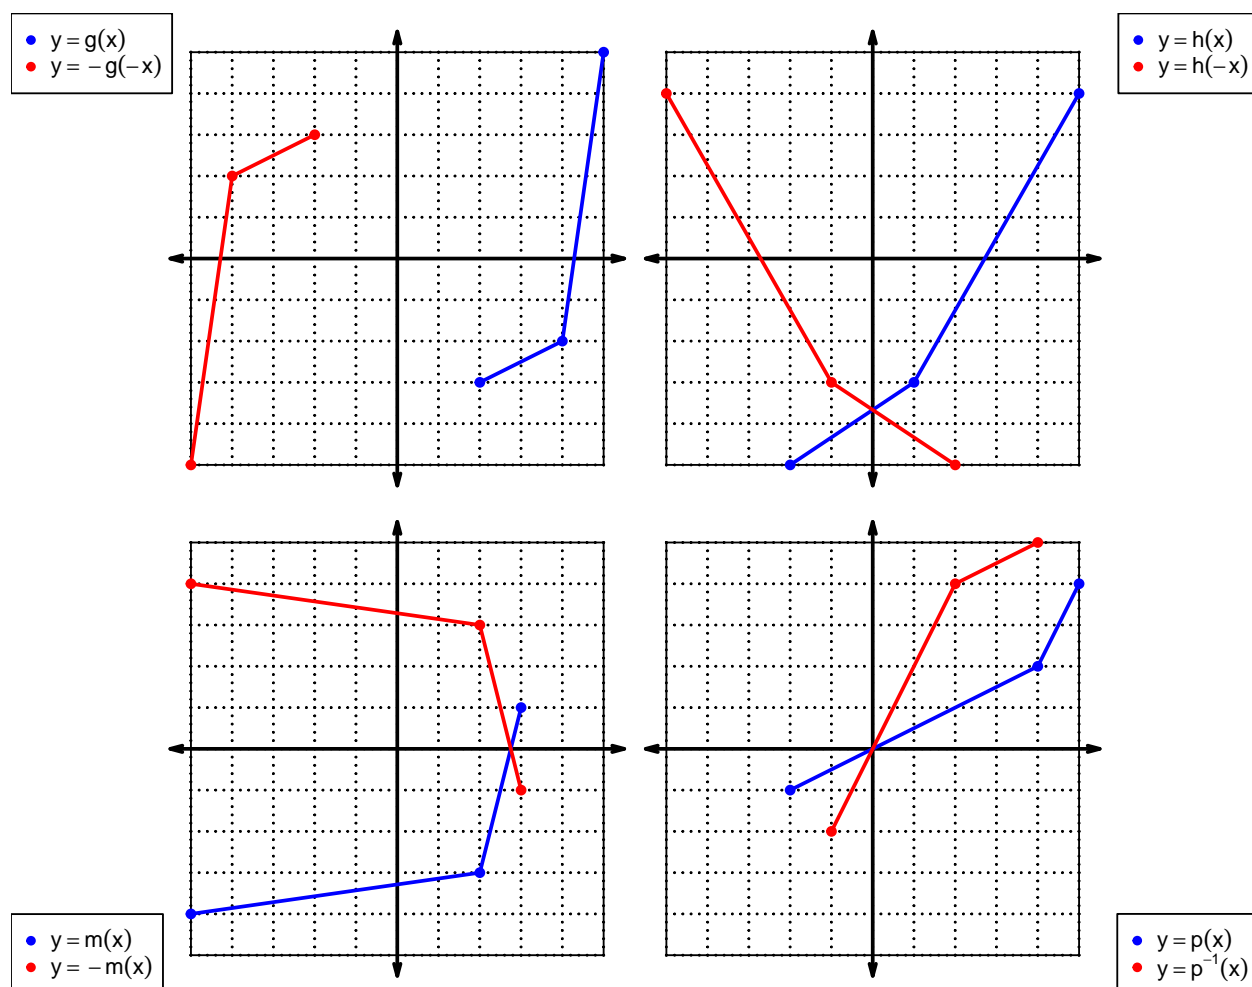 y = g(x)
y = −g(−x)
y = h(x)
y = h(−x)
y = m(x)
y = −m(x)
y = p(x)
y = p⁻¹(x)